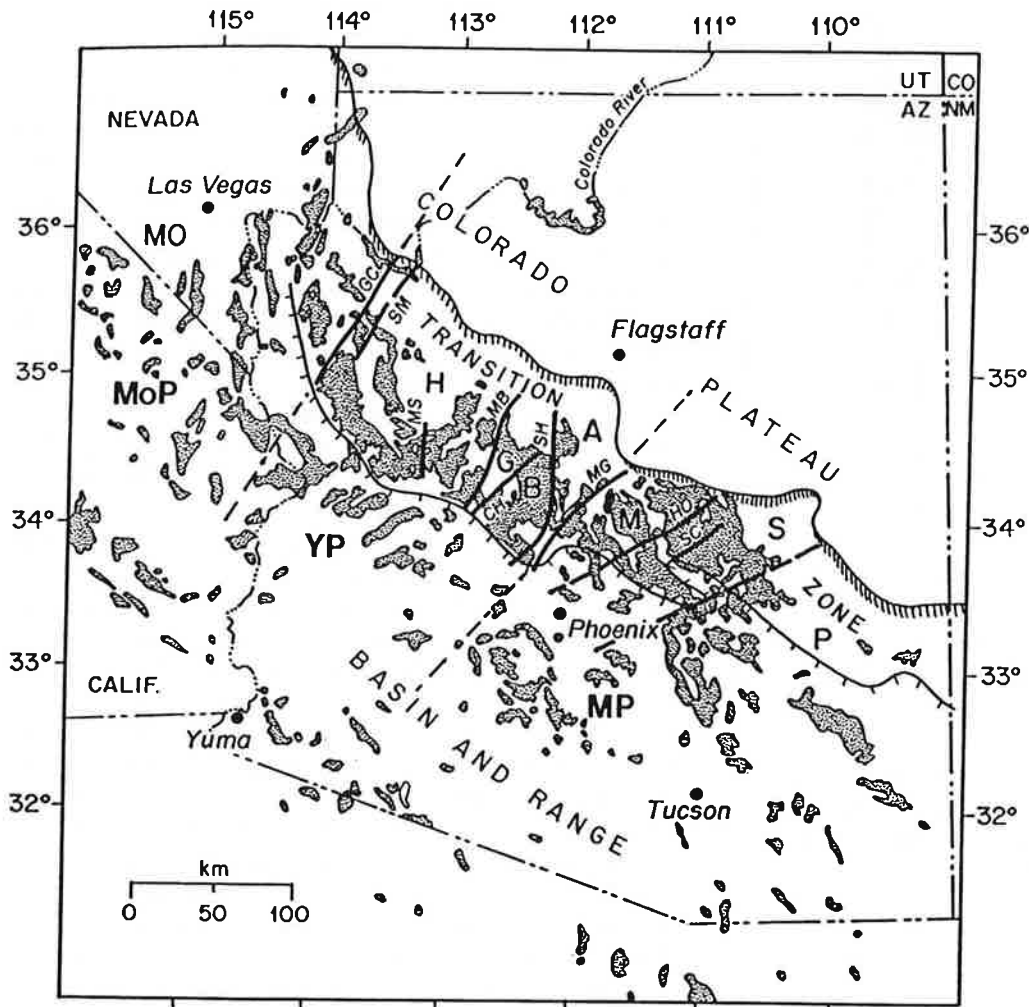 115° 114° 113° 112° 111° 110°
UT CO
AZ NM
NEVADA
Colorado River
Las Vegas
36° 36°
MO
COLORADO
GC
SM
TRANSITION
Flagstaff
35° 35°
MoP
H
PLATEAU
MS
MB
SH
A
G
B
CH
MG
M
HO
SC
S
34° 34°
YP
ZONE
Phoenix
P
33° 33°
BASIN AND RANGE
CALIF.
MP
Yuma
32° 32°
Tucson
km
0 50 100